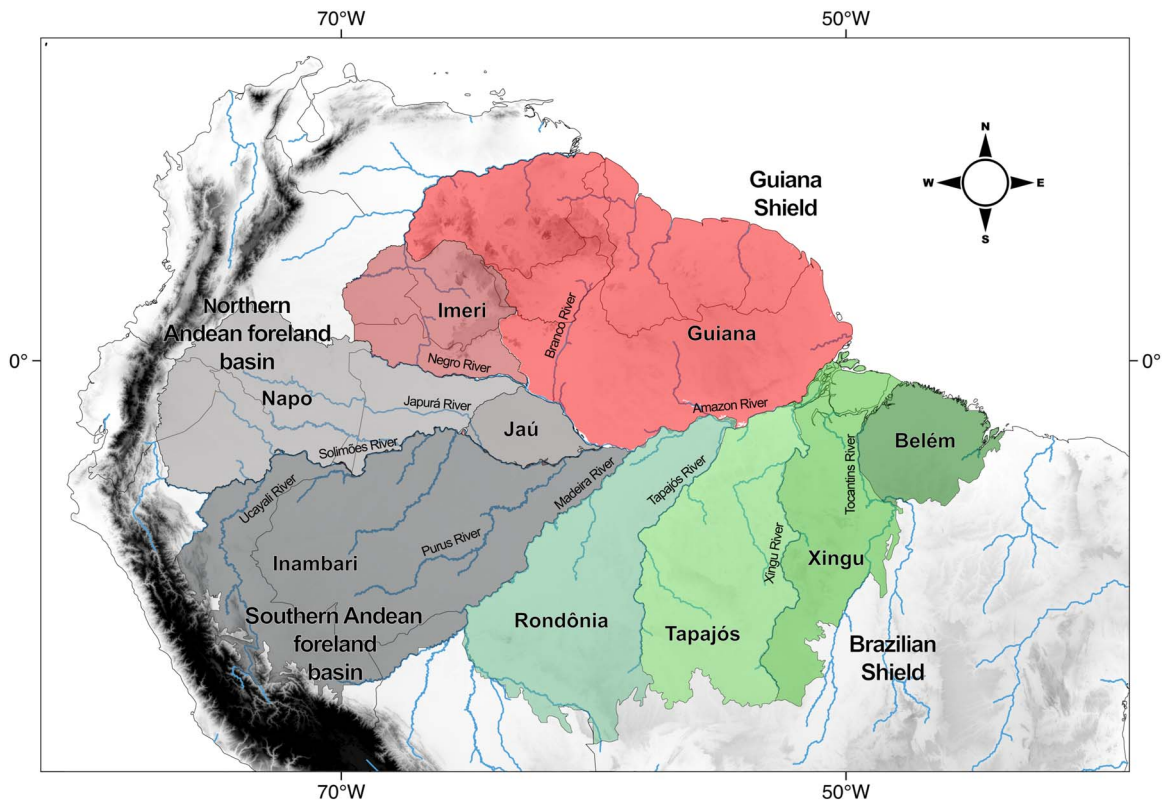 70°W
50°W
N
W
E
S
Guiana
Shield
Northern
Andean foreland
basin
Imeri
Branco River
Guiana
0°
0°
Negro River
Napo
Japurá River
Amazon River
Jaú
Belém
Solimões River
Ucayali River
Madeira River
Tapajós River
Tocantins River
Purus River
Inambari
Xingu River
Xingu
Southern Andean
foreland
basin
Rondônia
Tapajós
Brazilian
Shield
70°W
50°W